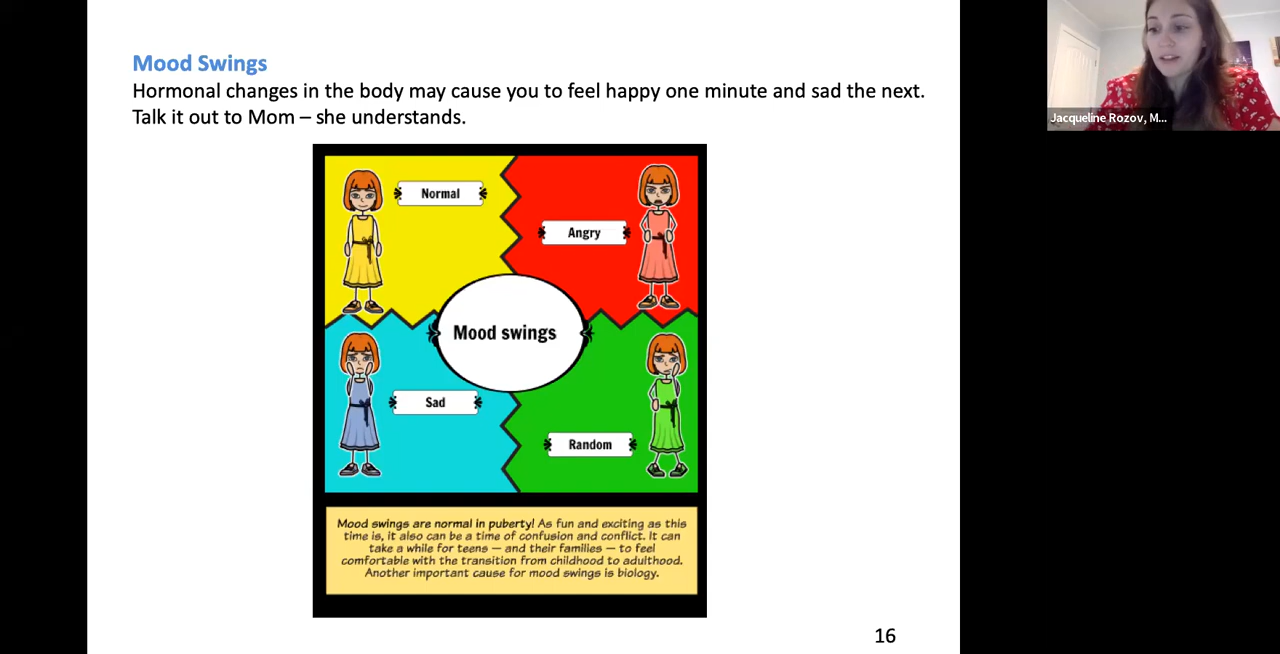 Mood Swings
Hormonal changes in the body may cause you to feel happy one minute and sad the next.
Talk it out to Mom – she understands.
Normal
Angry
Mood swings
Sad
Random
Mood swings are normal in puberty! As fun and exciting as this
time is, it also can be a time of confusion and conflict. It can
take a while for teens — and their families — to feel
comfortable with the transition from childhood to adulthood.
Another important cause for mood swings is biology.
16
Jacqueline Rozov, M...